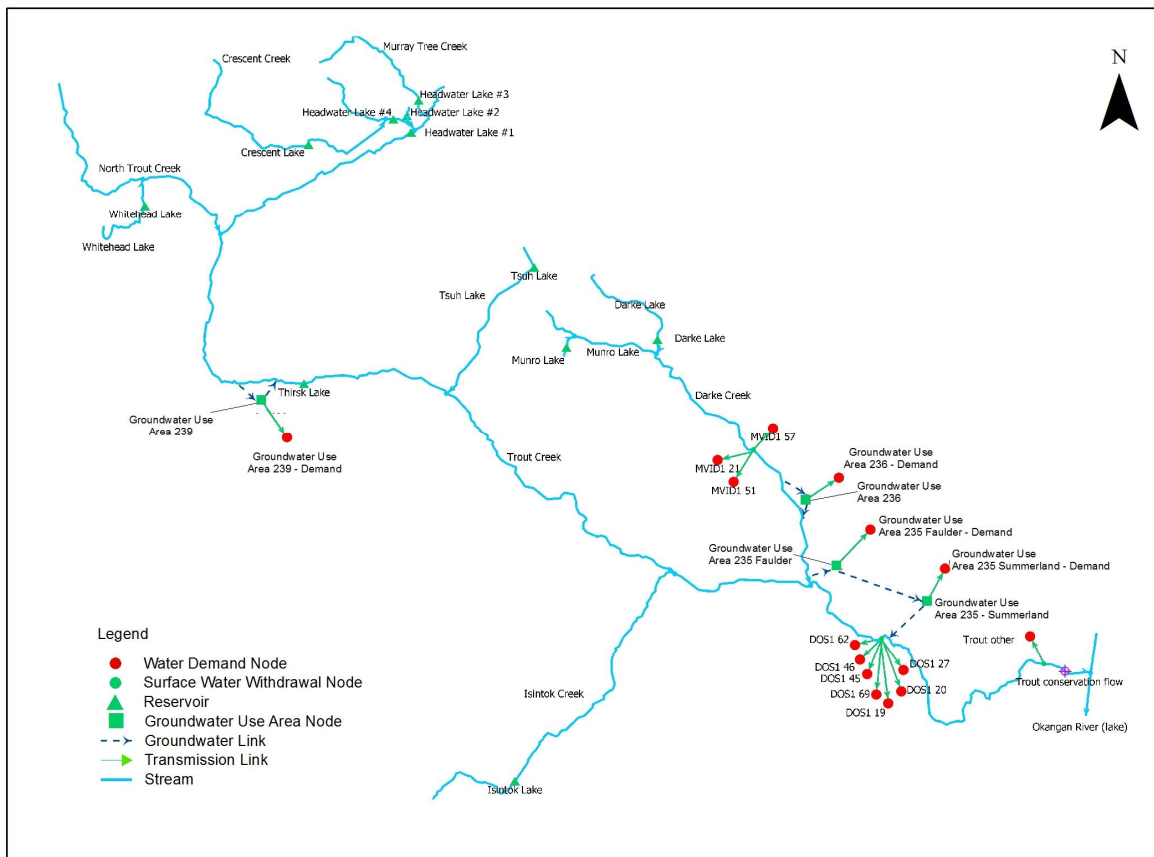 Murray Tree Creek
Crescent Creek
N
Headwater Lake #3
Headwater Lake #4
Headwater Lake #2
Headwater Lake #1
Crescent Lake
North Trout Creek
Whitehead Lake
Whitehead Lake
Tsuh Lake
Tsuh Lake
Darke Lake
Darke Lake
Munro Lake
Munro Lake
Thirsk Lake
Darke Creek
Groundwater Use
Area 239
Groundwater Use
Area 239 - Demand
Trout Creek
MVID1 57
MVID1 21
MVID1 51
Groundwater Use
Area 236 - Demand
Groundwater Use
Area 236
Groundwater Use
Area 235 Faulder - Demand
Groundwater Use
Area 235 Faulder
Groundwater Use
Area 235 Summerland - Demand
Groundwater Use
Area 235 - Summerland
DOS1 62
DOS1 46
DOS1 45
DOS1 69
DOS1 19
DOS1 27
DOS1 20
Trout other
Trout conservation flow
Okangan River (lake)
Isintok Creek
Isintok Lake
Legend
Water Demand Node
Surface Water Withdrawal Node
Reservoir
Groundwater Use Area Node
Groundwater Link
Transmission Link
Stream